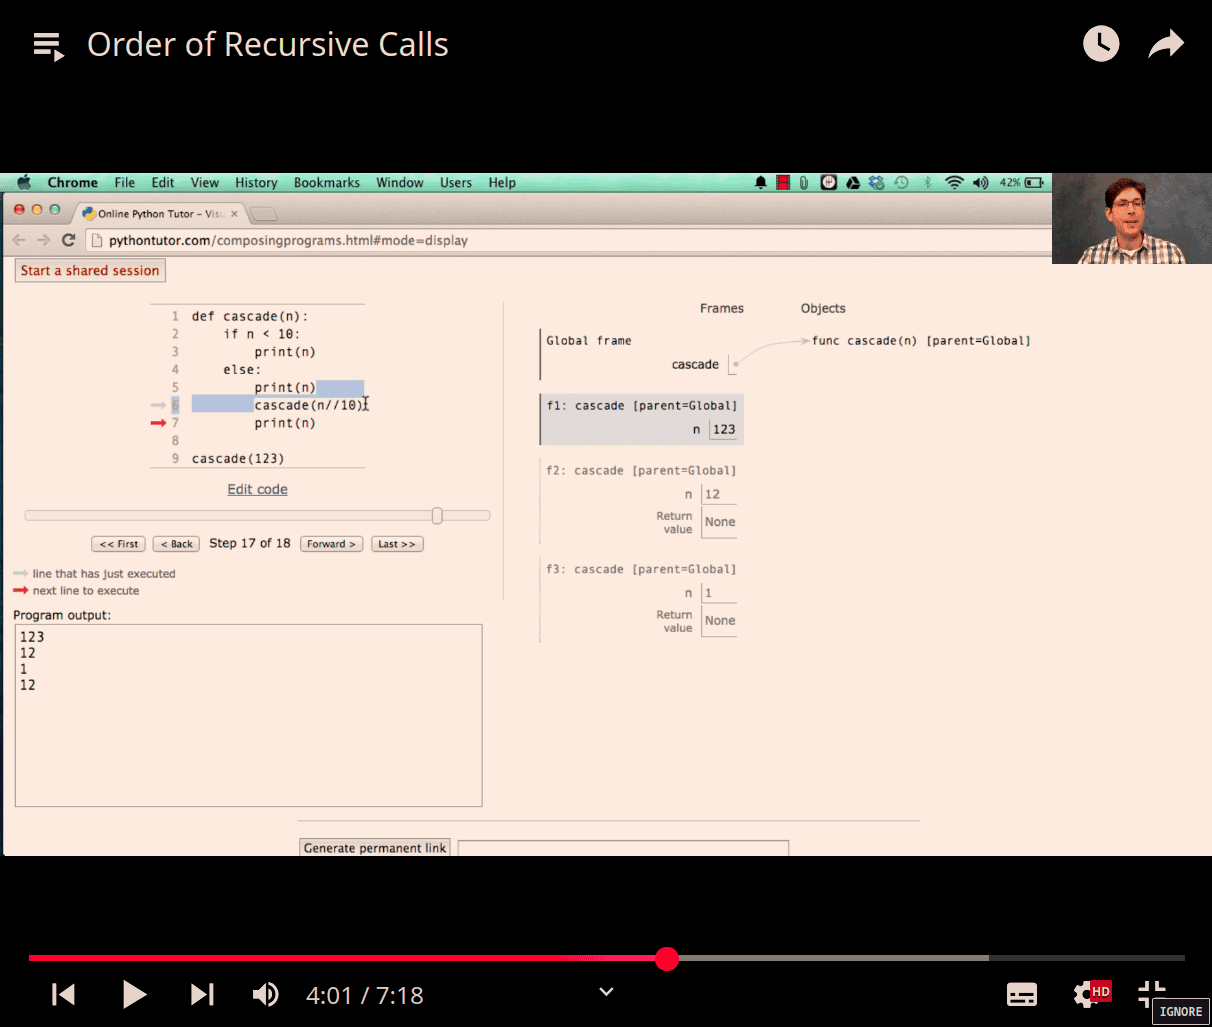 Order of Recursive Calls
Chrome File Edit View History Bookmarks Window Users Help 42%
Online Python Tutor – Visu
pythontutor.com/composingprograms.html#mode=display
Start a shared session
1 def cascade(n):
2 if n < 10:
3 print(n)
4 else:
5 print(n)
6 cascade(n//10)
7 print(n)
8
9 cascade(123)
Edit code
<< First < Back Step 17 of 18 Forward > Last >>
line that has just executed
next line to execute
Program output:
123
12
1
12
Frames Objects
Global frame
cascade
func cascade(n) [parent=Global]
f1: cascade [parent=Global]
n 123
f2: cascade [parent=Global]
n 12
Return
value None
f3: cascade [parent=Global]
n 1
Return
value None
Generate permanent link
4:01 / 7:18
HD
IGNORE